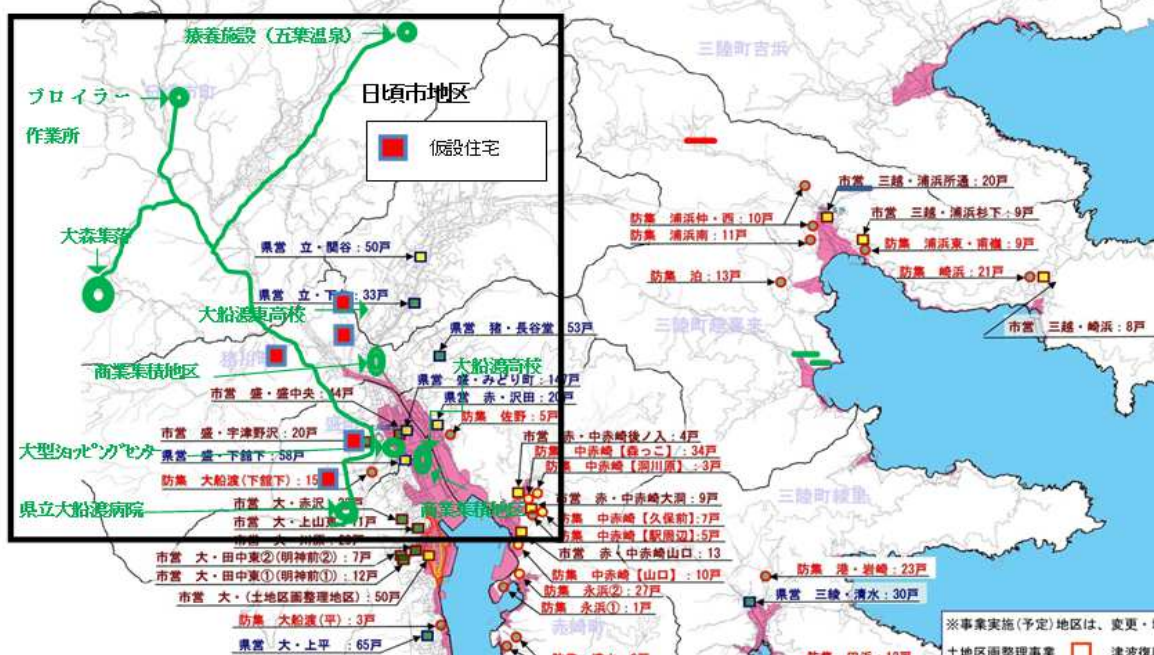 療養施設（五葉温泉）
三陸町吉浜
日頃市地区
ブロイラー
作業所
仮設住宅
市営 三越・浦浜所通：20戸
防集 浦浜仲・西：10戸
市営 三越・浦浜杉下：9戸
大森集落
防集 浦浜南：11戸
防集 浦浜東・甫嶺：9戸
県営 立・関谷：50戸
防集 泊：13戸
防集 崎浜：21戸
県営 立・下
33戸
大船渡東高校
県営 猪・長谷堂：53戸
三陸町越喜来
市営 三越・崎浜：8戸
商業集積地区
大船渡高校
県営 盛・みどり町：147戸
市営 盛・盛中央：44戸
県営 赤・沢田：20戸
防集 佐野：5戸
市営 盛・宇津野沢：20戸
市営 赤・中赤崎後ノ入：4戸
大型ショッピングセンタ
防集 中赤崎【森っこ】：34戸
県営 盛・下舘下：58戸
防集 中赤崎【洞川原】：3戸
防集 大船渡(下舘下)：15
三陸町綾里
市営 大・赤沢
市営 赤・中赤崎大洞：9戸
県立大船渡病院
商業集積地区
防集 中赤崎【久保前】：7戸
市営 大・上山東
11戸
防集 中赤崎【駅周辺】：5戸
市営 大・川原
市営 赤・中赤崎山口：13
市営 大・田中東②(明神前②)：7戸
防集 中赤崎【山口】：10戸
防集 港・岩崎：23戸
市営 大・田中東①(明神前①)：12戸
防集 永浜②：27戸
県営 三綾・清水：30戸
市営 大・(土地区画整理地区)：50戸
防集 永浜①：1戸
防集 大船渡(平)：3戸
赤崎町
※事業実施(予定)地区は、変更・
県営 大・上平：65戸
土地区画整理事業
津波復